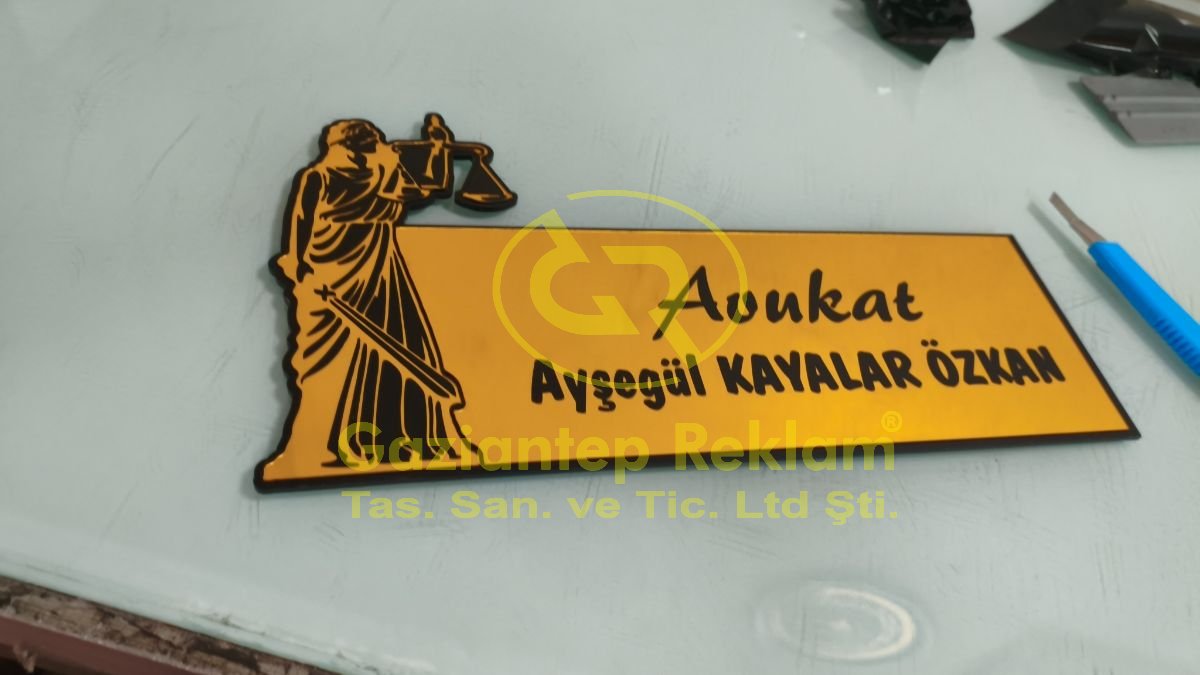 Avukat
Ayşegül KAYALAR ÖZKAN
Gaziantep Reklam®
Tas. San. ve Tic. Ltd Şti.